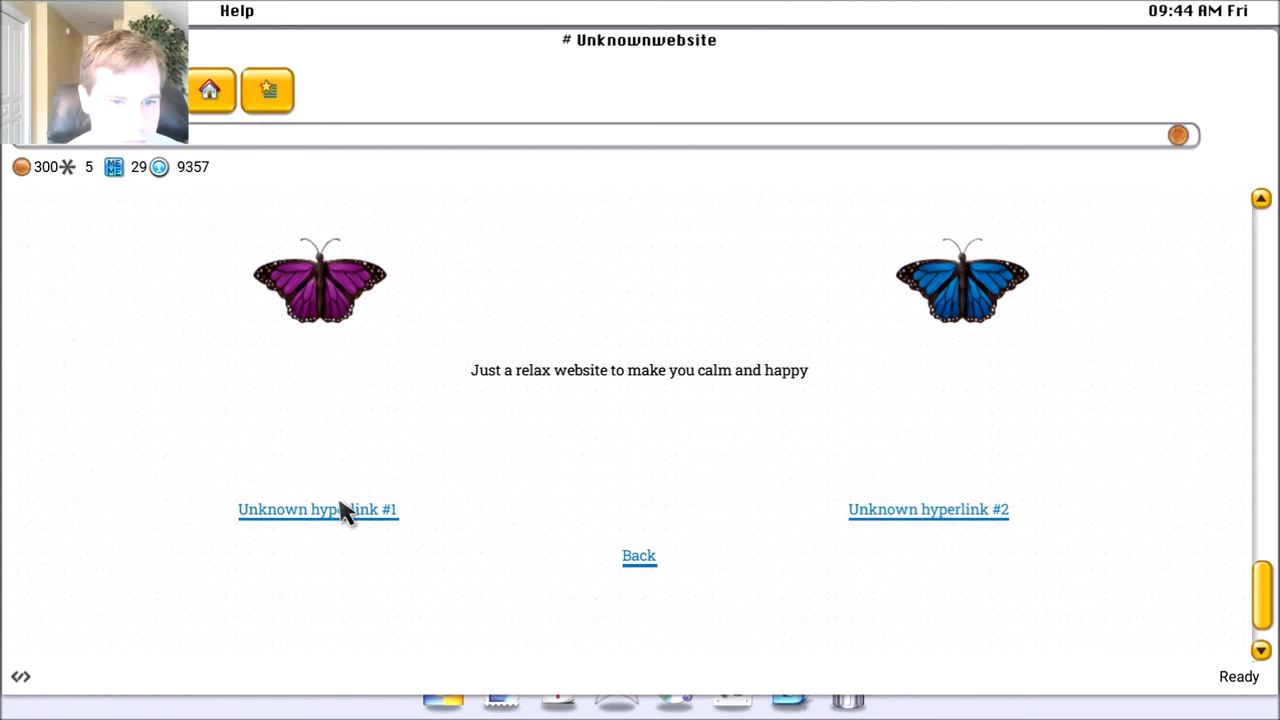 Help
09:44 AM Fri
# Unknownwebsite
300 5 MEME 29 9357
Just a relax website to make you calm and happy
Unknown hyperlink #1
Unknown hyperlink #2
Back
Ready